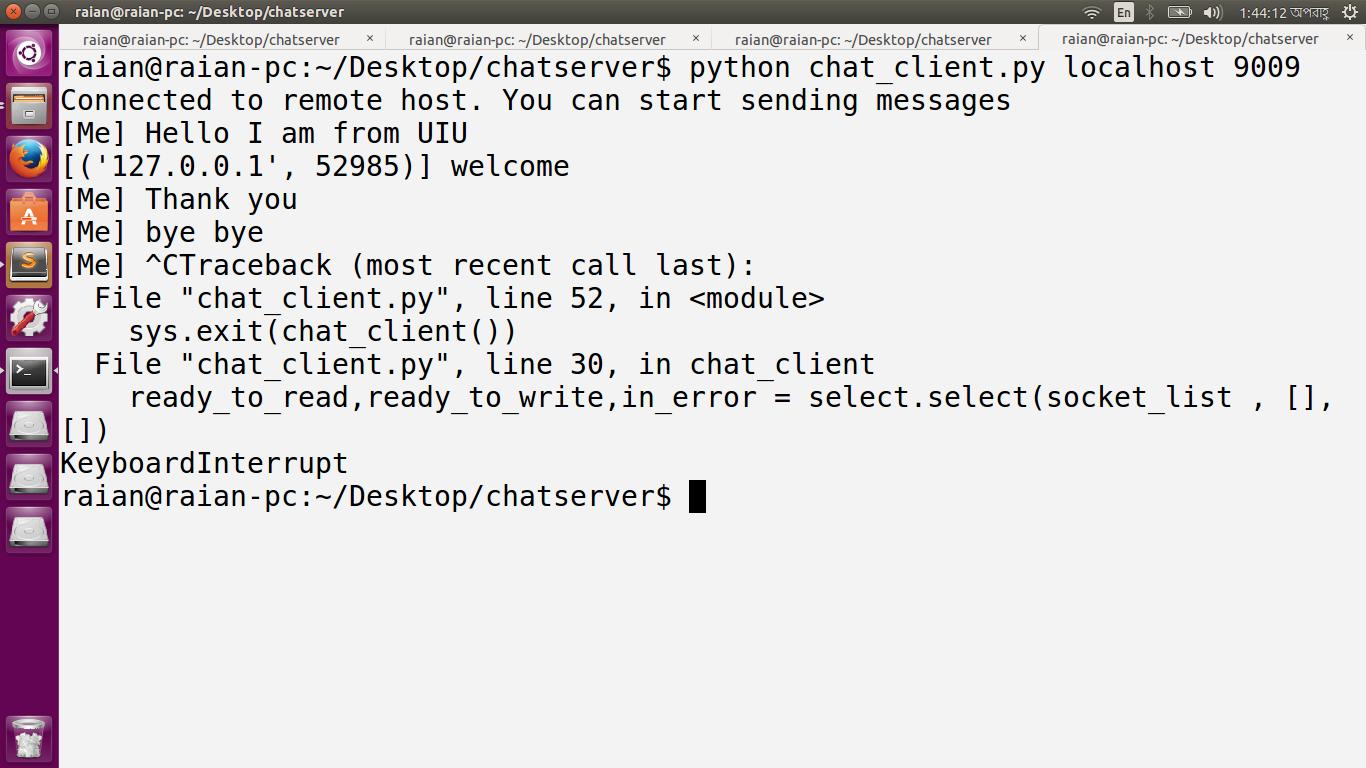 raian@raian-pc: ~/Desktop/chatserver
En
1:44:12 অপরাহ্ণ
raian@raian-pc: ~/Desktop/chatserver ×
raian@raian-pc: ~/Desktop/chatserver ×
raian@raian-pc: ~/Desktop/chatserver ×
raian@raian-pc: ~/Desktop/chatserver ×
raian@raian-pc:~/Desktop/chatserver$ python chat_client.py localhost 9009
Connected to remote host. You can start sending messages
[Me] Hello I am from UIU
[('127.0.0.1', 52985)] welcome
[Me] Thank you
[Me] bye bye
[Me] ^CTraceback (most recent call last):
  File "chat_client.py", line 52, in <module>
    sys.exit(chat_client())
  File "chat_client.py", line 30, in chat_client
    ready_to_read,ready_to_write,in_error = select.select(socket_list , [],
[])
KeyboardInterrupt
raian@raian-pc:~/Desktop/chatserver$